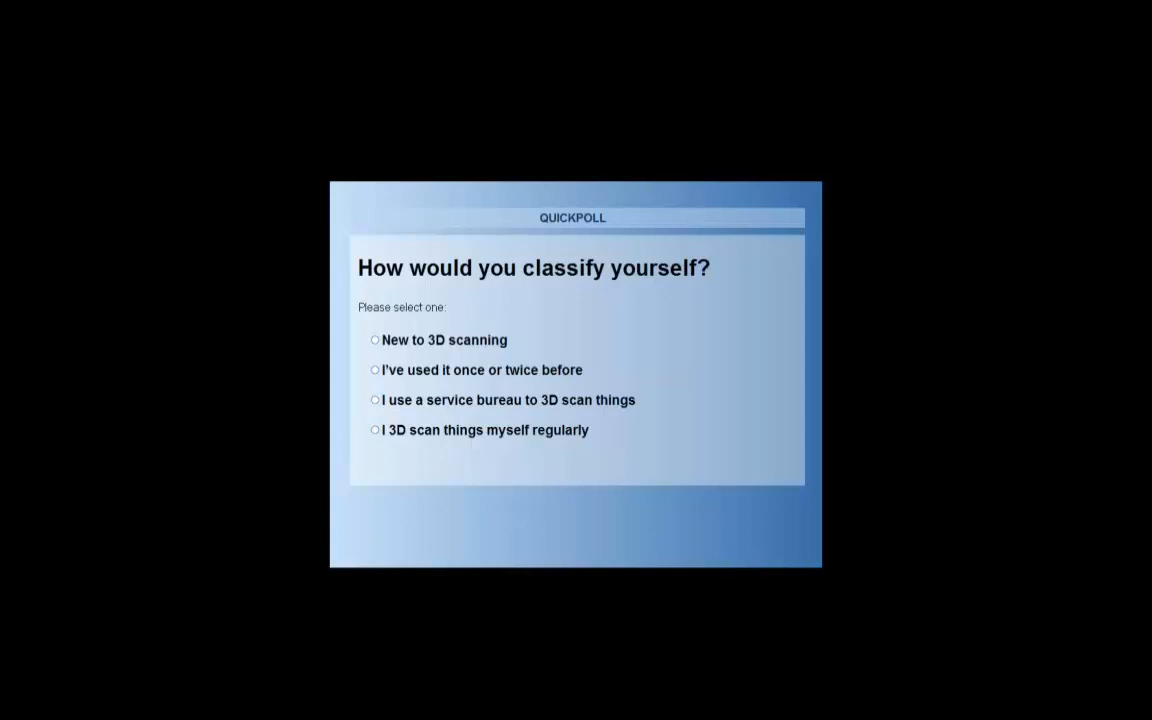 QUICKPOLL
How would you classify yourself?
Please select one:
New to 3D scanning
I've used it once or twice before
I use a service bureau to 3D scan things
I 3D scan things myself regularly